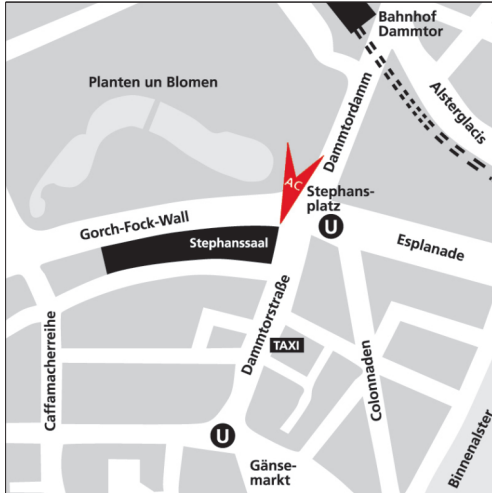 Bahnhof
Dammtor
Planten un Blomen
Alsterglacis
Dammtordamm
AC
Stephans-
platz
U
Gorch-Fock-Wall
Stephanssaal
Esplanade
Dammtorstraße
TAXI
Caffamacherreihe
Colonnaden
U
Gänse-
markt
Binnenalster